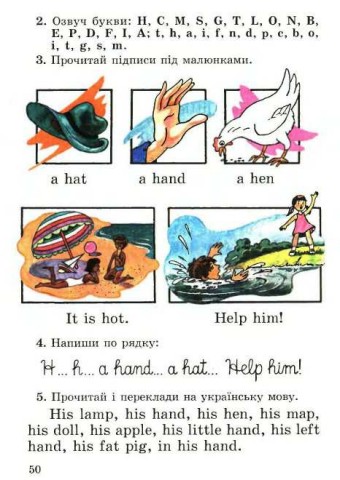 2. Озвуч букви: H, C, M, S, G, T, L, O, N, B,
E, P, D, F, I, A; t, h, a, i, f, n, d, p, c, b, o,
i, t, g, s, m.
3. Прочитай підписи під малюнками.
a hat a hand a hen
It is hot. Help him!
4. Напиши по рядку:
H... h... a hand... a hat... Help him!
5. Прочитай і переклади на українську мову.
His lamp, his hand, his hen, his map,
his doll, his apple, his little hand, his left
hand, his fat pig, in his hand.
50